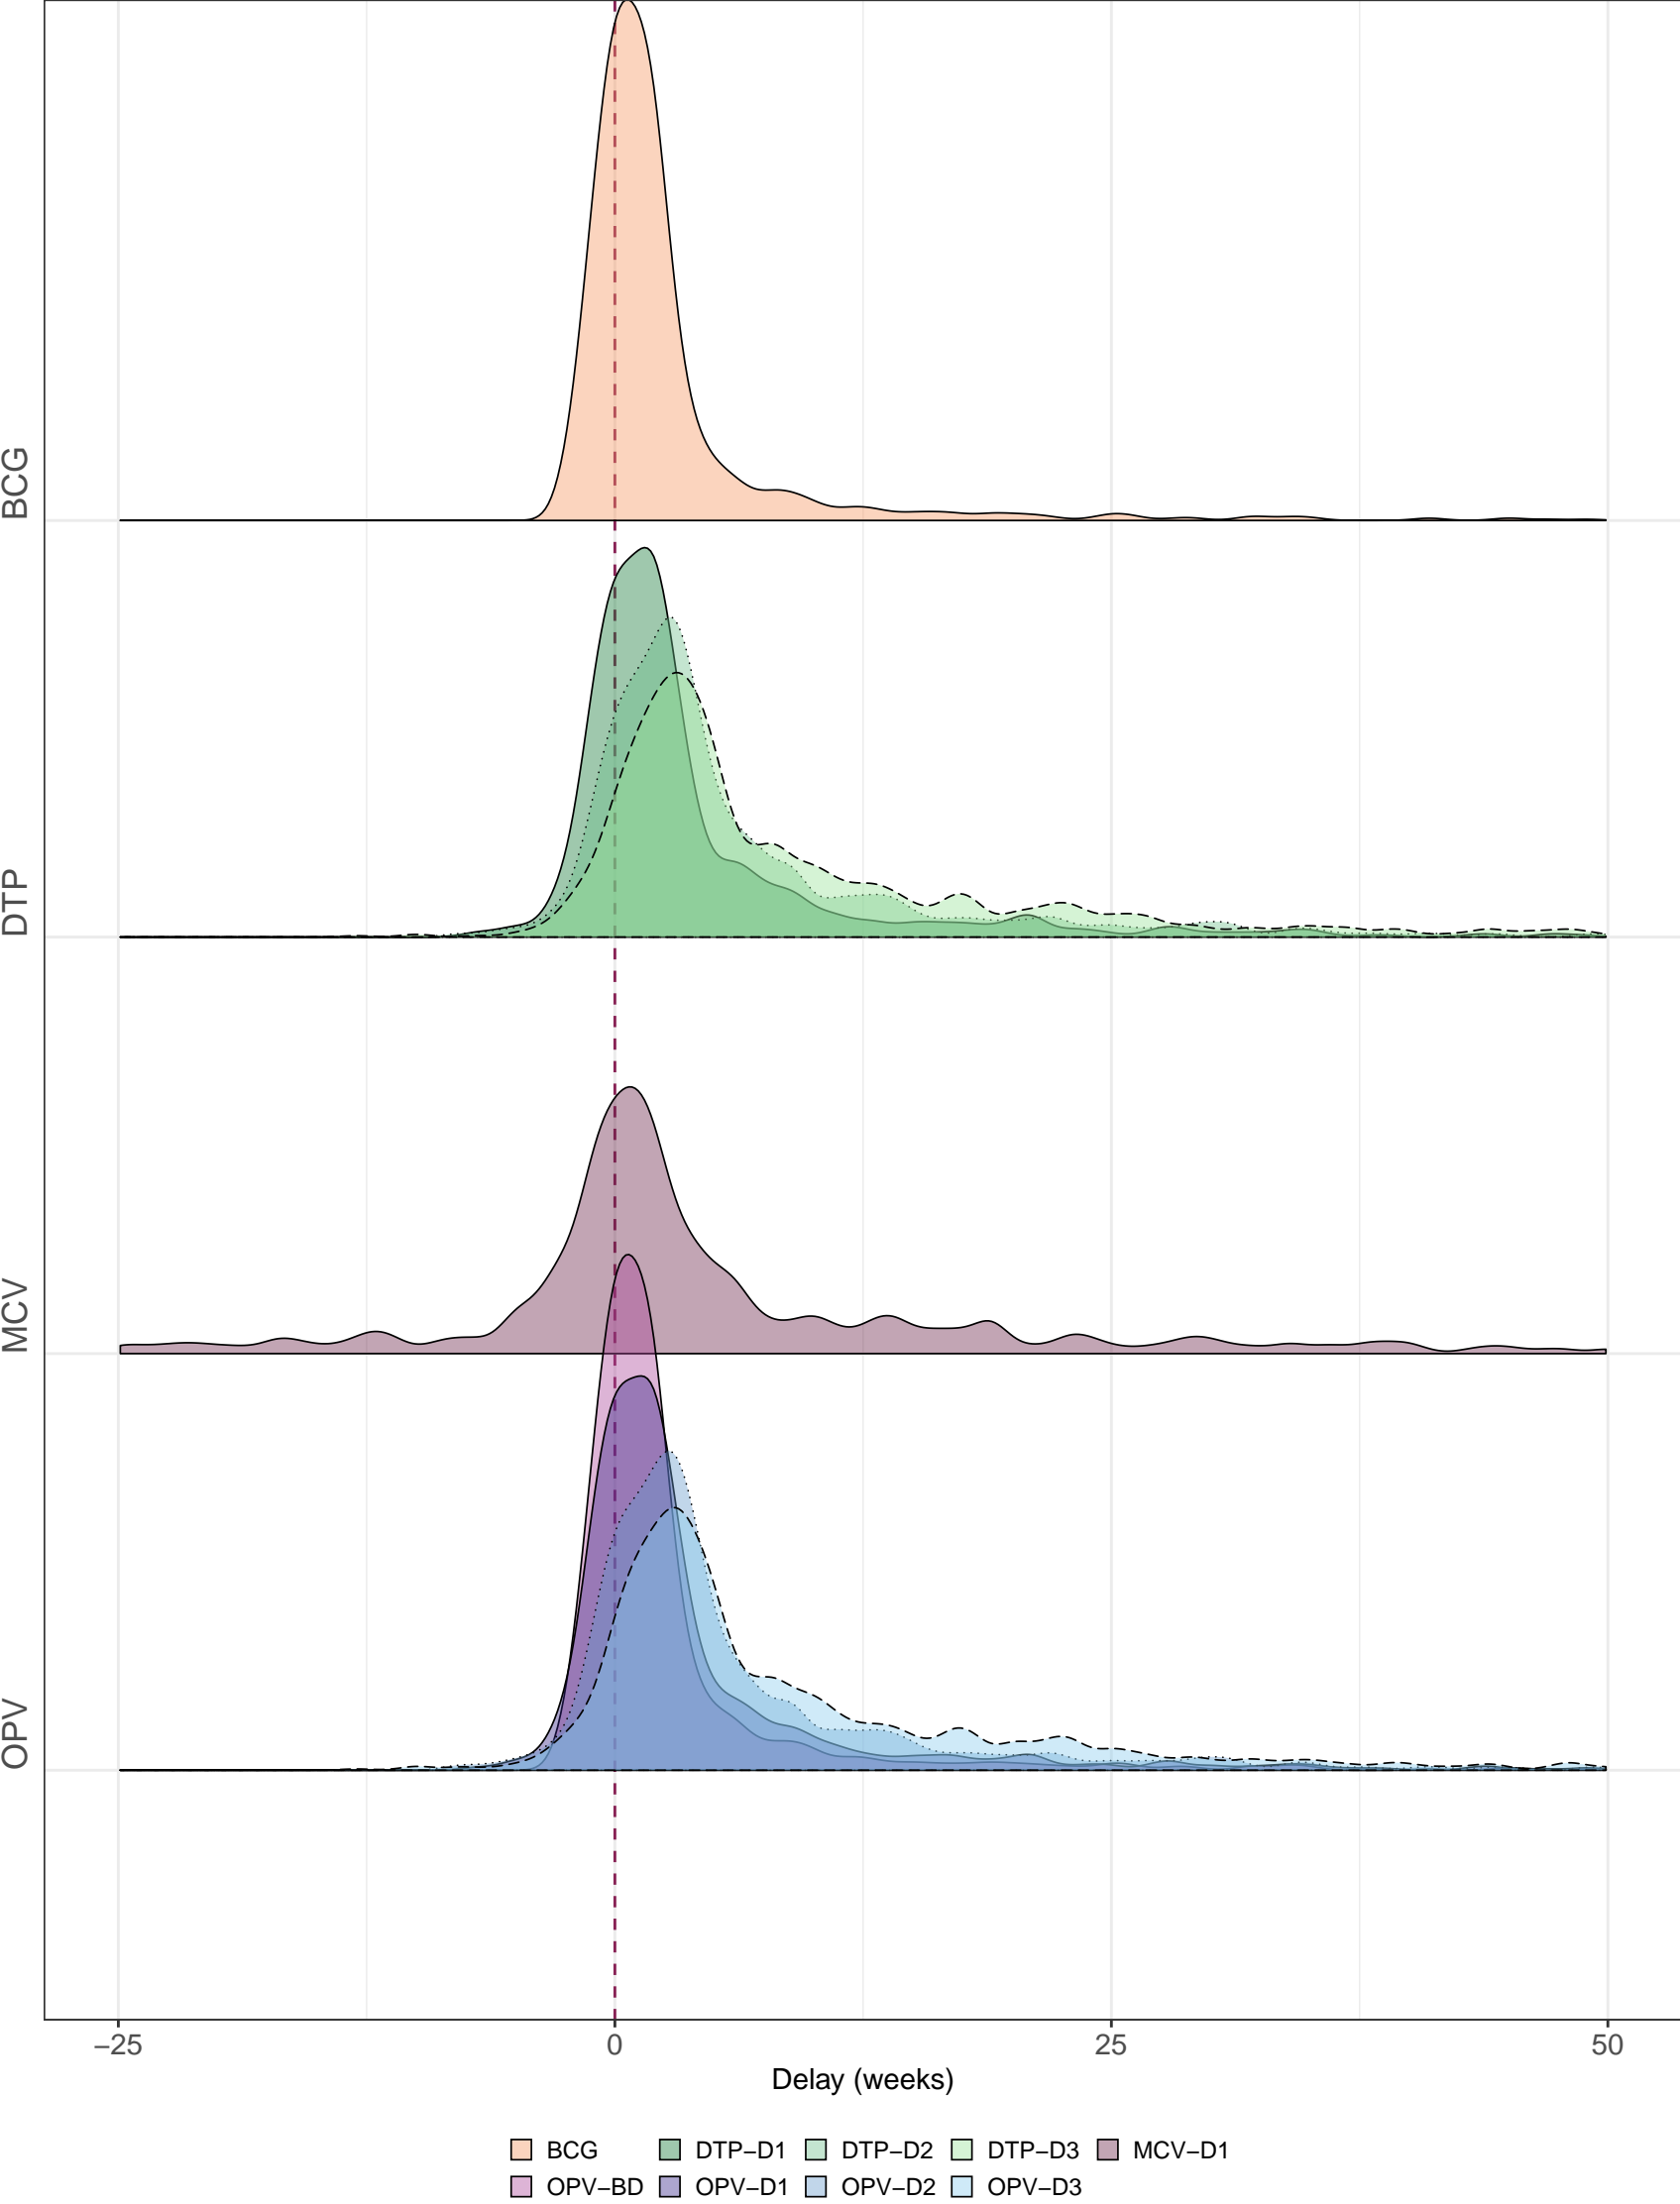 BCG
DTP
MCV
OPV
−25 0 25 50
Delay (weeks)
BCG DTP−D1 DTP−D2 DTP−D3 MCV−D1
OPV−BD OPV−D1 OPV−D2 OPV−D3